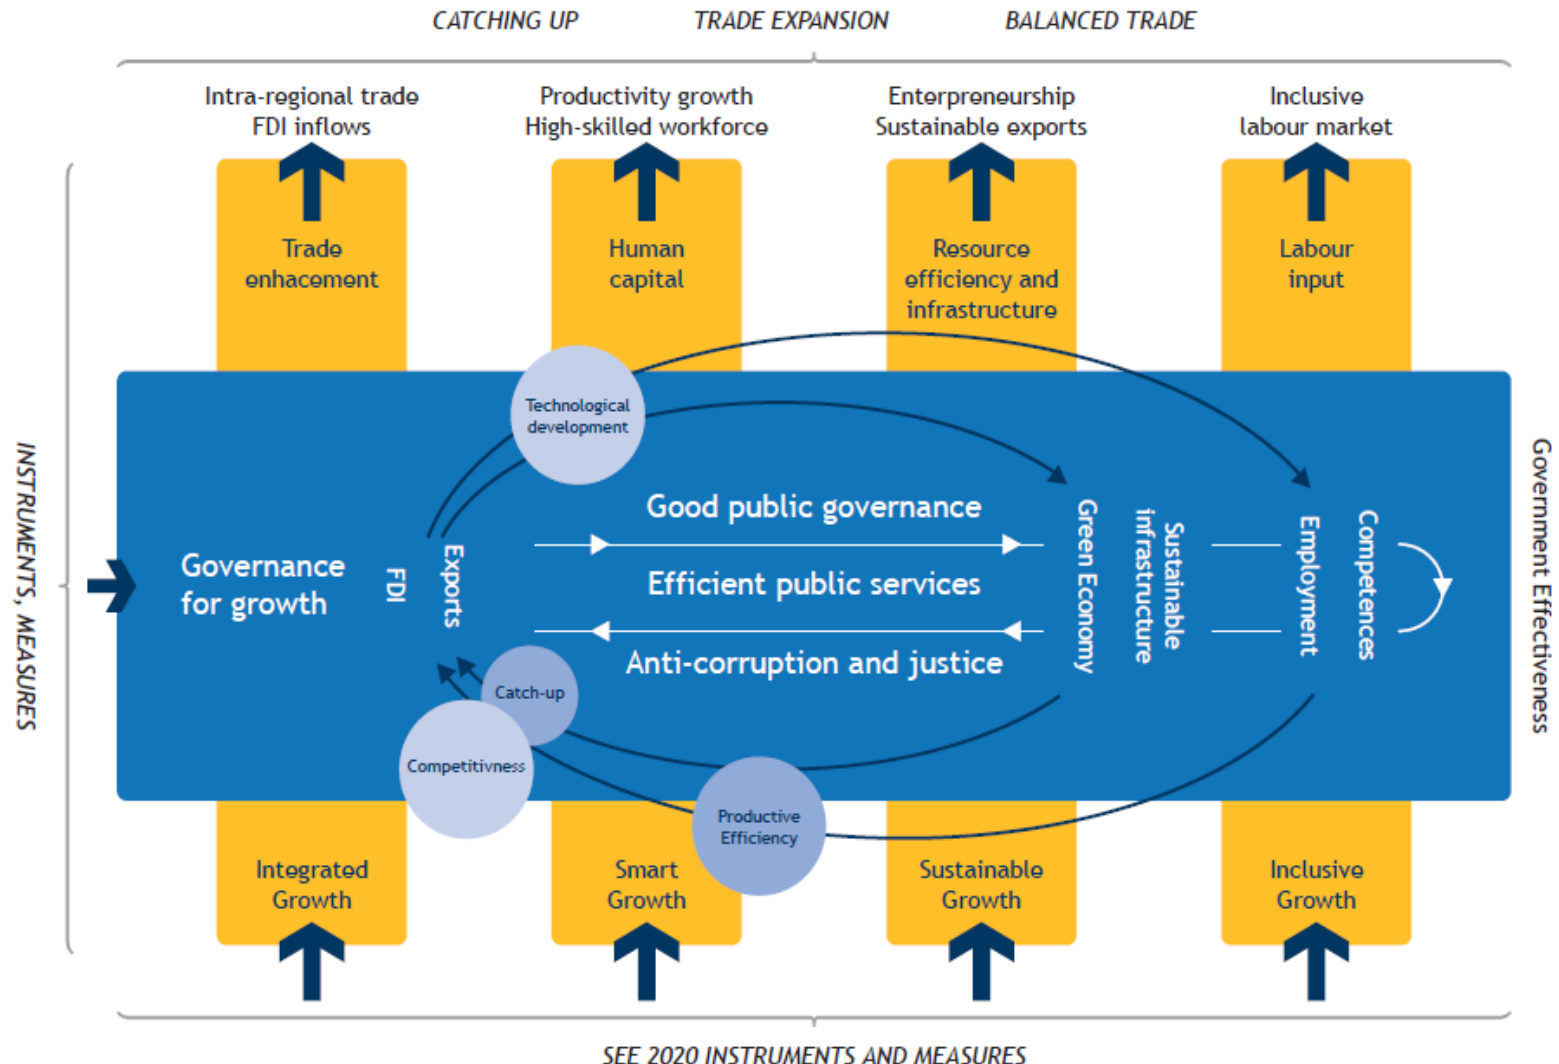 CATCHING UP TRADE EXPANSION BALANCED TRADE
Intra-regional trade
FDI inflows
Productivity growth
High-skilled workforce
Enterpreneurship
Sustainable exports
Inclusive
labour market
Trade
enhacement
Human
capital
Resource
efficiency and
infrastructure
Labour
input
INSTRUMENTS, MEASURES
Governance
for growth
FDI
Exports
Technological
development
Good public governance
Efficient public services
Anti-corruption and justice
Green Economy
Sustainable
infrastructure
Employment
Competences
Government Effectiveness
Catch-up
Competitivness
Productive
Efficiency
Integrated
Growth
Smart
Growth
Sustainable
Growth
Inclusive
Growth
SEE 2020 INSTRUMENTS AND MEASURES